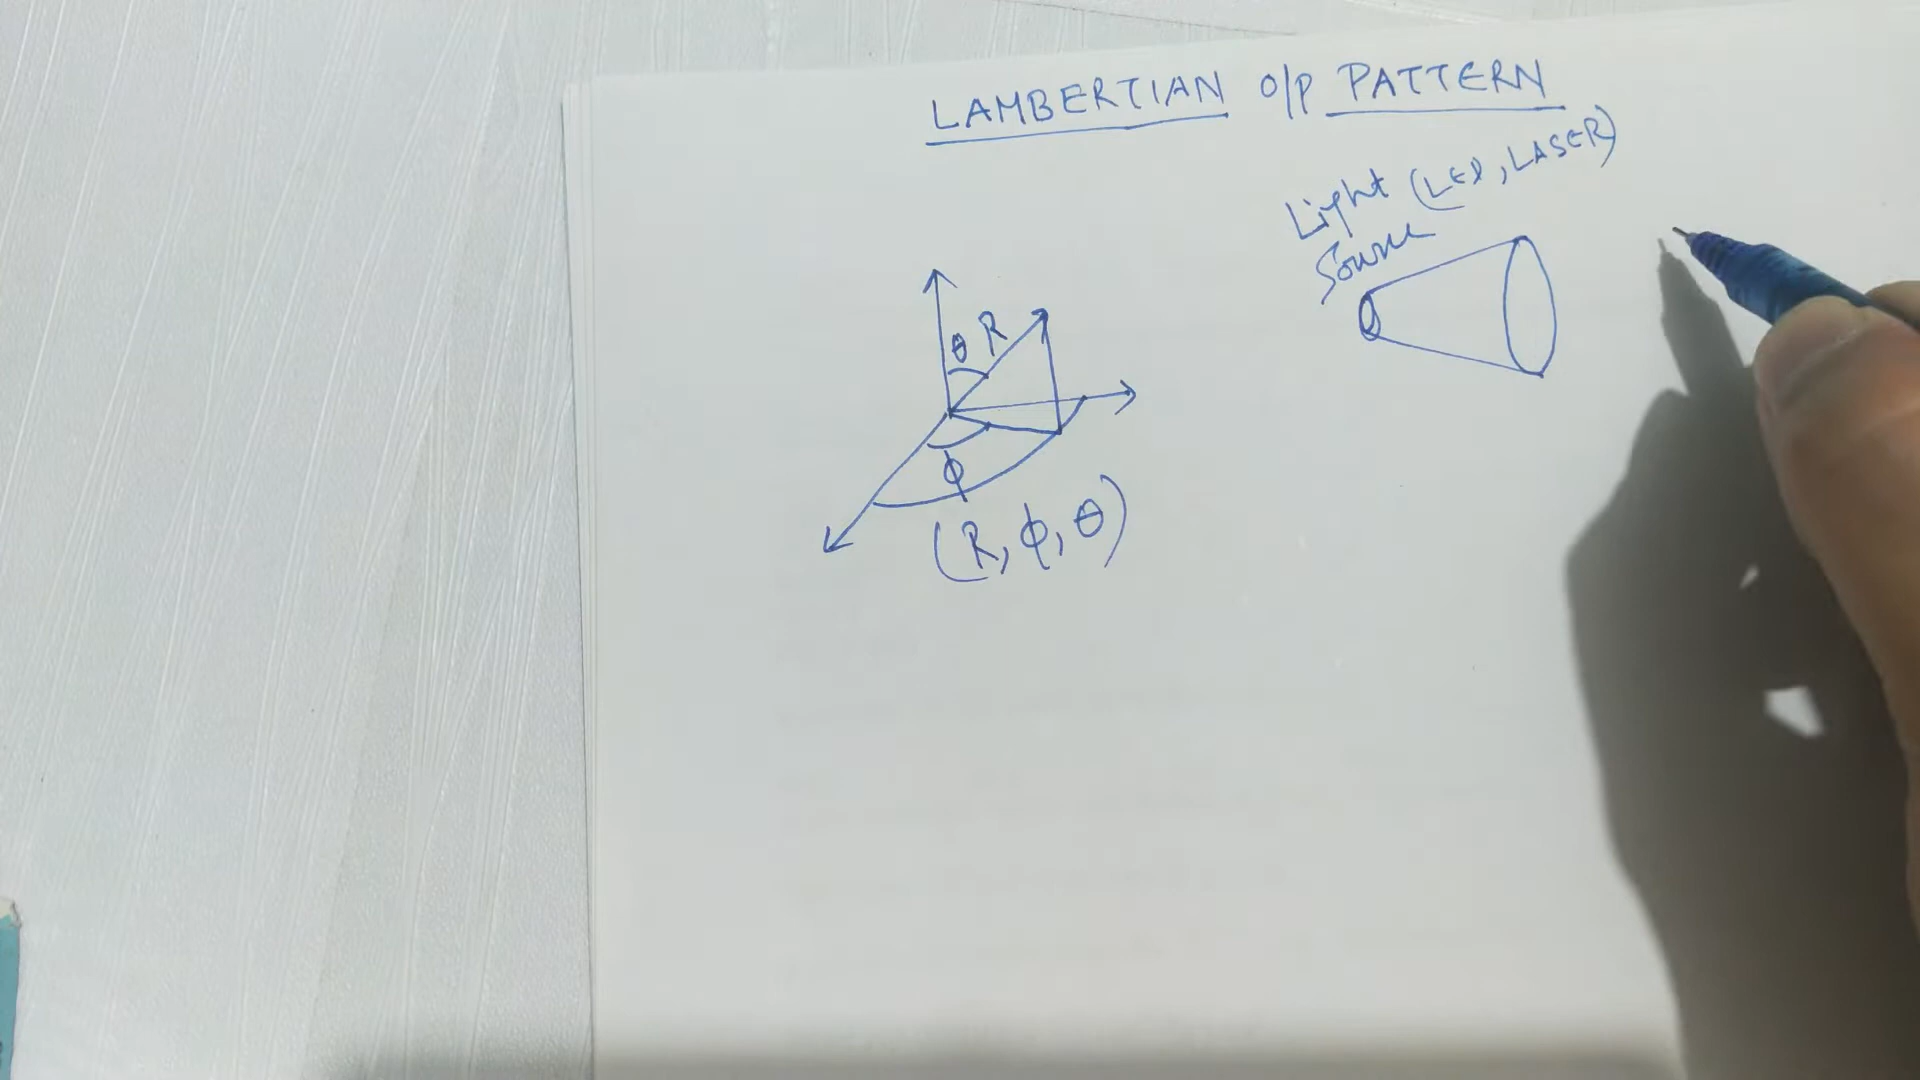 LAMBERTIAN O/P PATTERN
Light (LED, LASER)
Source
θ R
ϕ
(R, ϕ, θ)